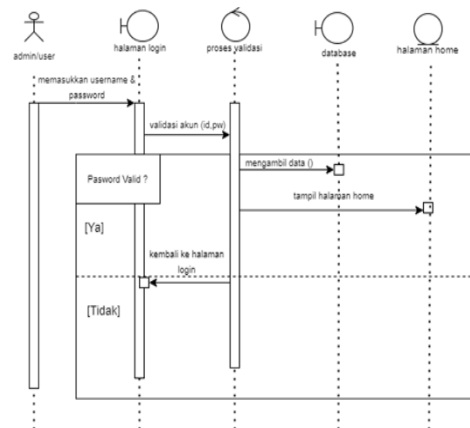 admin/user
halaman login
proses validasi
database
halaman home
memasukkan username &
password
validasi akun (id,pw)
mengambil data ()
Pasword Valid ?
tampil halaman home
[Ya]
kembali ke halaman
login
[Tidak]